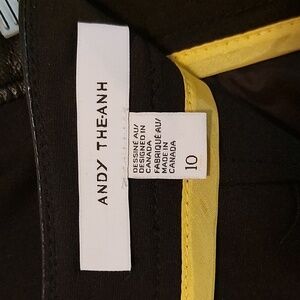 ANDY THE-ANH
DESSINÉ AU/
DESIGNED IN
CANADA
FABRIQUÉ AU/
MADE IN
CANADA
10